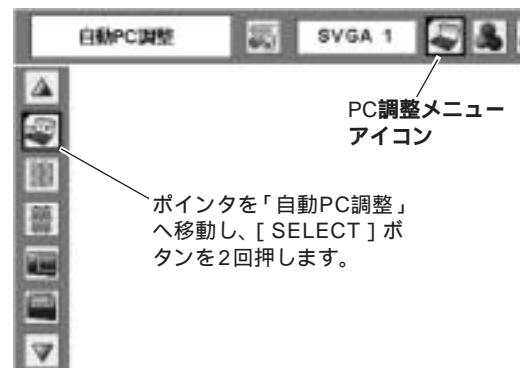 自動PC調整
SVGA 1
PC調整メニュー
アイコン
ポインタを「自動PC調整」
へ移動し、[ SELECT ] ボ
タンを2回押します。